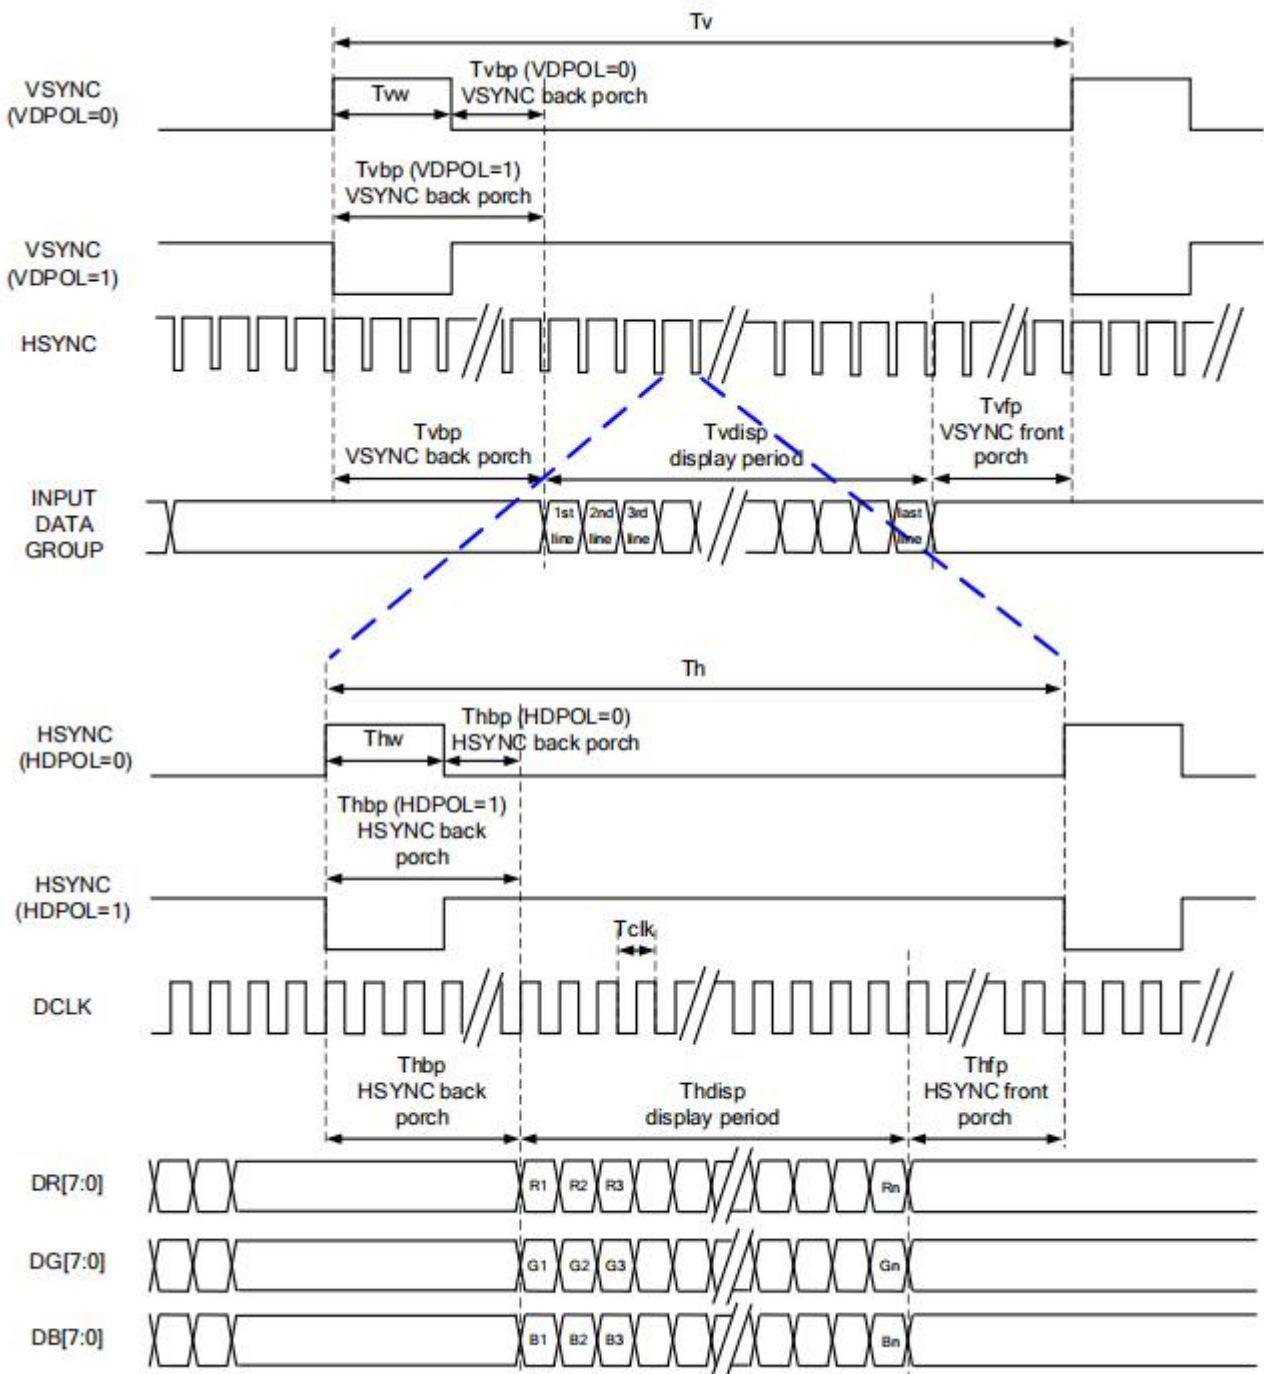 Tv
VSYNC
(VDPOL=0)
Tvw
Tvbp (VDPOL=0)
VSYNC back porch
Tvbp (VDPOL=1)
VSYNC back porch
VSYNC
(VDPOL=1)
HSYNC
Tvbp
VSYNC back porch
Tvdisp
display period
Tvfp
VSYNC front
porch
INPUT
DATA
GROUP
1st
line
2nd
line
3rd
line
last
line
Th
HSYNC
(HDPOL=0)
Thw
Thbp (HDPOL=0)
HSYNC back porch
Thbp (HDPOL=1)
HSYNC back
porch
HSYNC
(HDPOL=1)
Tclk
DCLK
Thbp
HSYNC back
porch
Thdisp
display period
Thfp
HSYNC front
porch
DR[7:0]
R1 R2 R3 Rn
DG[7:0]
G1 G2 G3 Gn
DB[7:0]
B1 B2 B3 Bn